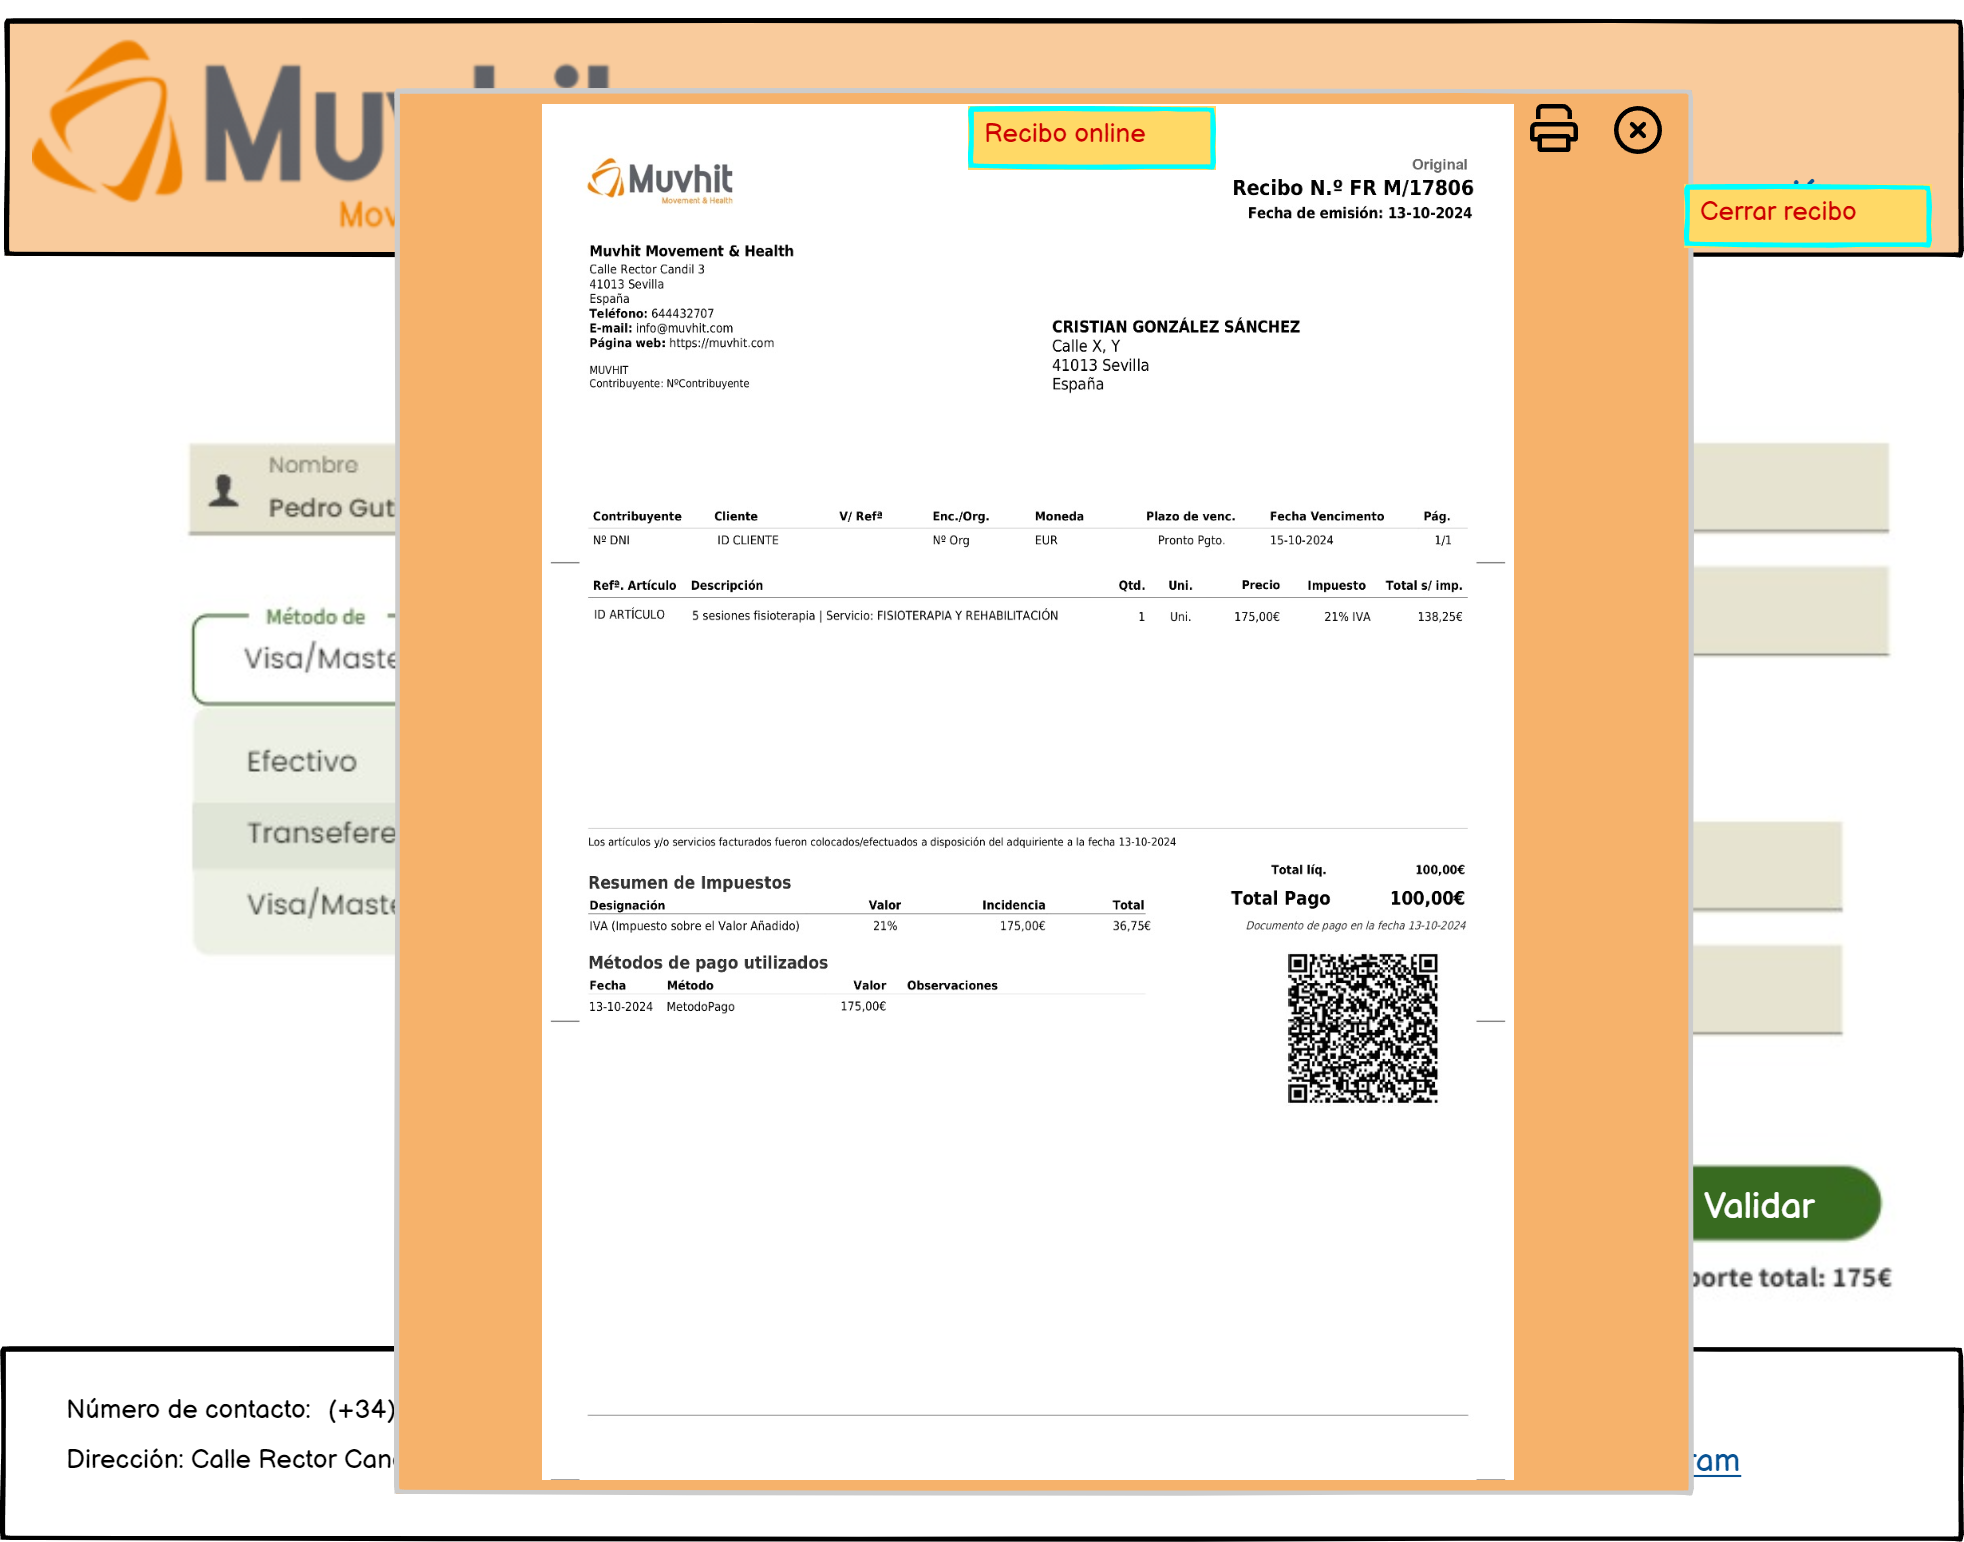 Muvhit
Movement & Health
Recibo online
Original
Recibo N.º FR M/17806
Fecha de emisión: 13-10-2024
Cerrar recibo
Muvhit Movement & Health
Calle Rector Candil 3
41013 Sevilla
España
Teléfono: 644432707
E-mail: info@muvhit.com
Página web: https://muvhit.com
MUVHIT
Contribuyente: NºContribuyente
CRISTIAN GONZÁLEZ SÁNCHEZ
Calle X, Y
41013 Sevilla
España
Nombre
Pedro Gut
Contribuyente Cliente V/ Refª Enc./Org. Moneda Plazo de venc. Fecha Vencimento Pág.
Nº DNI ID CLIENTE Nº Org EUR Pronto Pgto. 15-10-2024 1/1
Refª. Artículo Descripción Qtd. Uni. Precio Impuesto Total s/ imp.
ID ARTÍCULO 5 sesiones fisioterapia | Servicio: FISIOTERAPIA Y REHABILITACIÓN 1 Uni. 175,00€ 21% IVA 138,25€
Método de
Visa/Maste
Efectivo
Transefere
Visa/Maste
Los artículos y/o servicios facturados fueron colocados/efectuados a disposición del adquiriente a la fecha 13-10-2024
Total líq. 100,00€
Total Pago 100,00€
Documento de pago en la fecha 13-10-2024
Resumen de Impuestos
Designación Valor Incidencia Total
IVA (Impuesto sobre el Valor Añadido) 21% 175,00€ 36,75€
Métodos de pago utilizados
Fecha Método Valor Observaciones
13-10-2024 MetodoPago 175,00€
Validar
porte total: 175€
Número de contacto: (+34)
Dirección: Calle Rector Can
ram